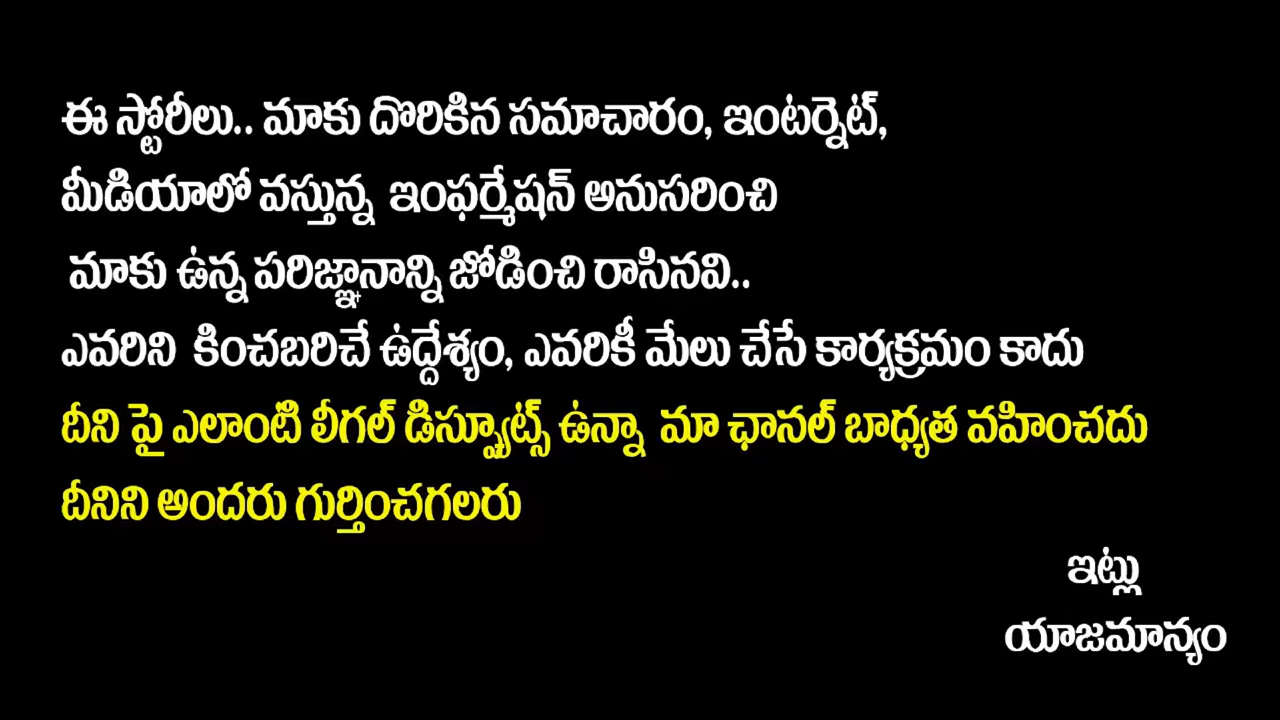 ఈ స్టోరీలు.. మాకు దొరికిన సమాచారం, ఇంటర్నెట్,
మీడియాలో వస్తున్న ఇంఫర్మేషన్ అనుసరించి
మాకు ఉన్న పరిజ్ఞానాన్ని జోడించి రాసినవి..
ఎవరిని కించబరిచే ఉద్దేశ్యం, ఎవరికీ మేలు చేసే కార్యక్రమం కాదు
దీని పై ఎలాంటి లీగల్ డిస్ప్యూట్స్ ఉన్నా మా ఛానల్ బాధ్యత వహించదు
దీనిని అందరు గుర్తించగలరు
ఇట్లు
యాజమాన్యం